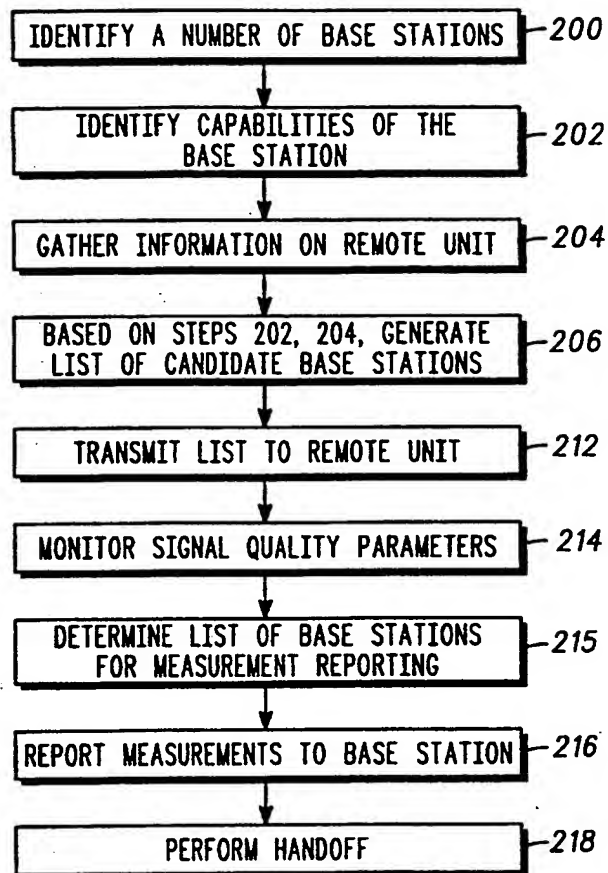 IDENTIFY A NUMBER OF BASE STATIONS 200
IDENTIFY CAPABILITIES OF THE
BASE STATION 202
GATHER INFORMATION ON REMOTE UNIT 204
BASED ON STEPS 202, 204, GENERATE
LIST OF CANDIDATE BASE STATIONS 206
TRANSMIT LIST TO REMOTE UNIT 212
MONITOR SIGNAL QUALITY PARAMETERS 214
DETERMINE LIST OF BASE STATIONS
FOR MEASUREMENT REPORTING 215
REPORT MEASUREMENTS TO BASE STATION 216
PERFORM HANDOFF 218